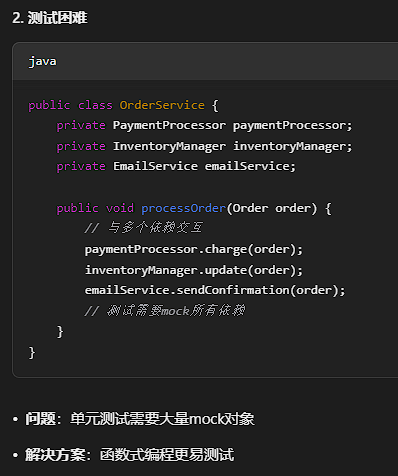 2. 测试困难
java
public class OrderService {
    private PaymentProcessor paymentProcessor;
    private InventoryManager inventoryManager;
    private EmailService emailService;

    public void processOrder(Order order) {
        // 与多个依赖交互
        paymentProcessor.charge(order);
        inventoryManager.update(order);
        emailService.sendConfirmation(order);
        // 测试需要mock所有依赖
    }
}
• 问题：单元测试需要大量mock对象
• 解决方案：函数式编程更易测试